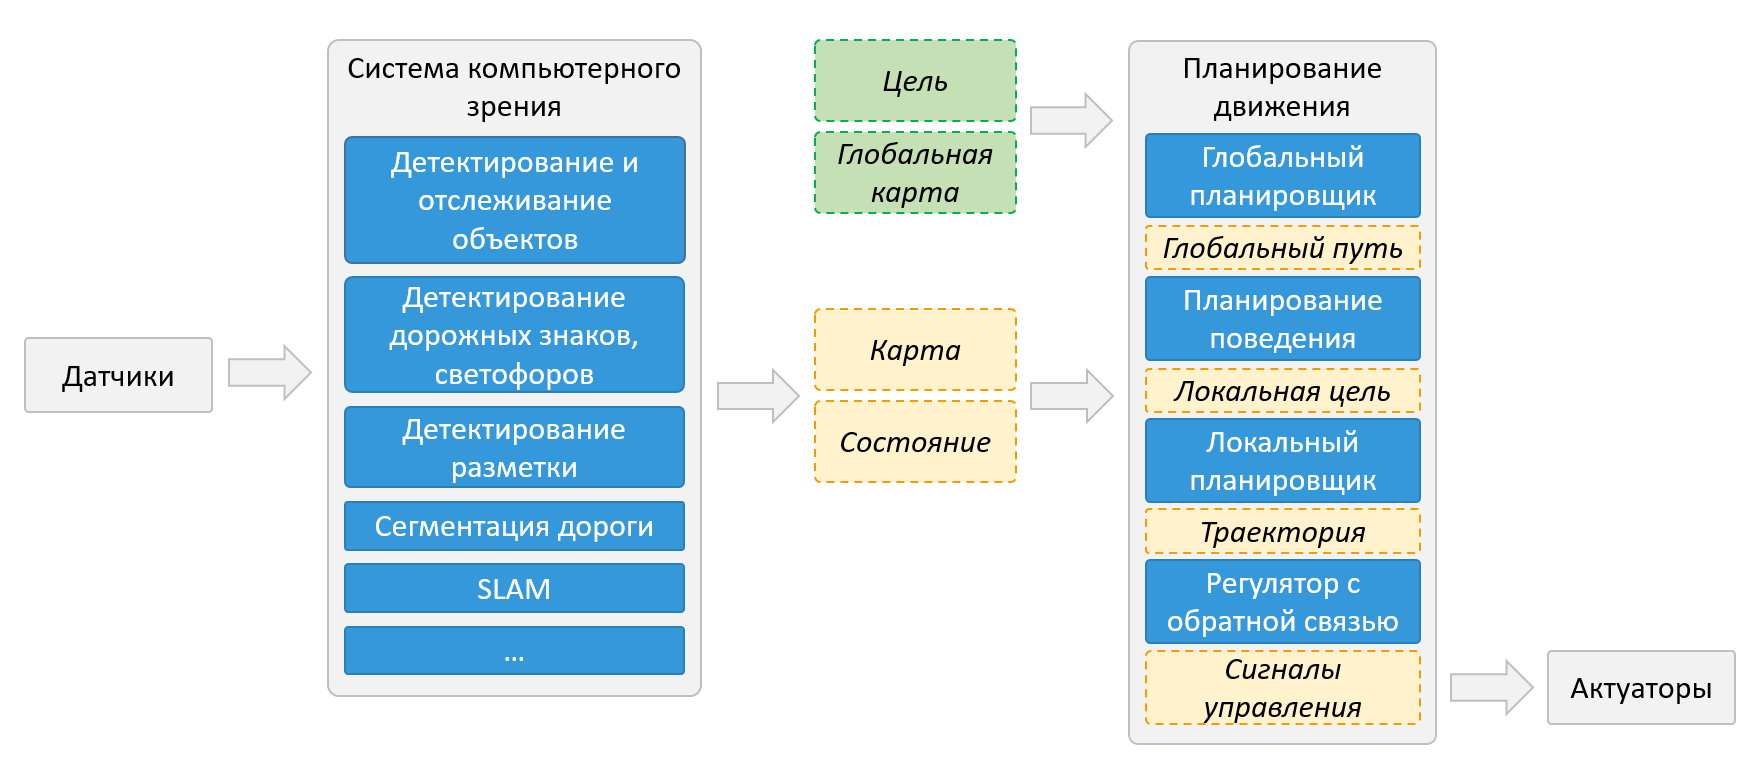 Датчики
Система компьютерного
зрения
Детектирование и
отслеживание
объектов
Детектирование
дорожных знаков,
светофоров
Детектирование
разметки
Сегментация дороги
SLAM
...
Цель
Глобальная
карта
Карта
Состояние
Планирование
движения
Глобальный
планировщик
Глобальный путь
Планирование
поведения
Локальная цель
Локальный
планировщик
Траектория
Регулятор с
обратной связью
Сигналы
управления
Актуаторы